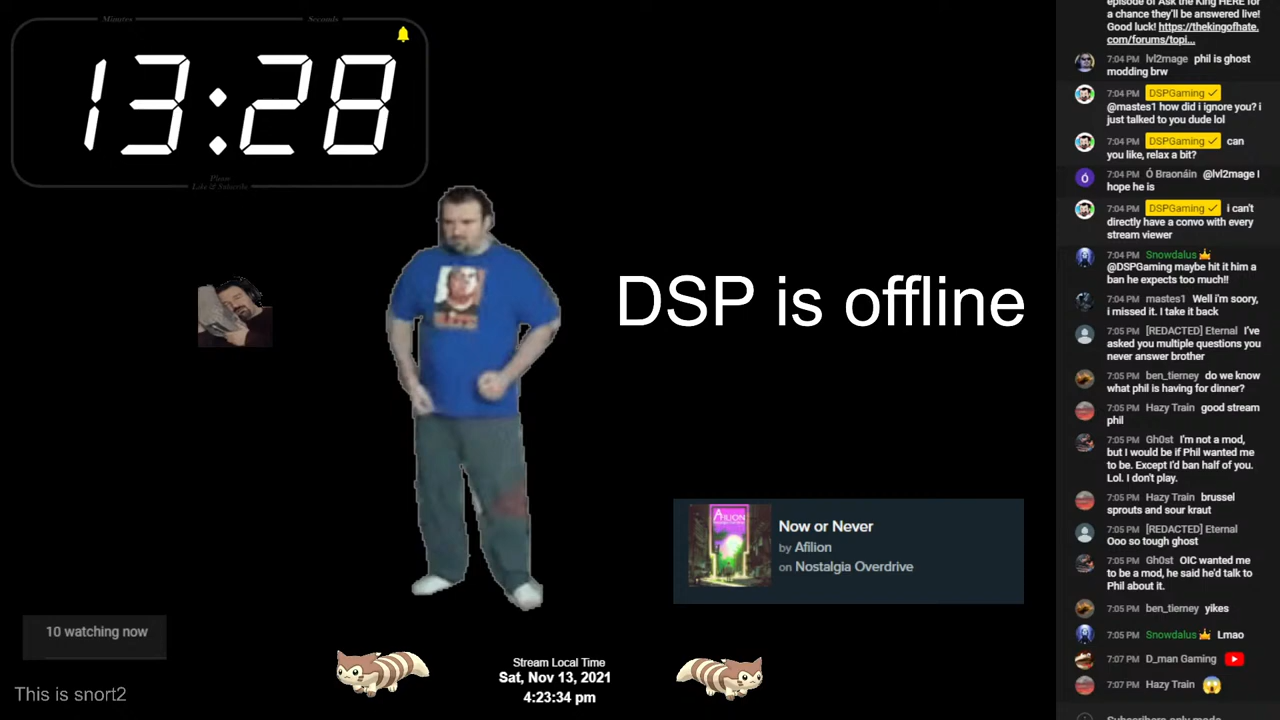 Minutes
Seconds
13:28
Please
Like & Subscribe
DSP is offline
Now or Never
by Afilion
on Nostalgia Overdrive
10 watching now
Stream Local Time
Sat, Nov 13, 2021
4:23:34 pm
This is snort2
episode of Ask the King HERE for
a chance they'll be answered live!
Good luck! https://thekingofhate.
com/forums/topi...
7:04 PM lvl2mage phil is ghost
modding brw
7:04 PM DSPGaming ✓
@mastes1 how did i ignore you? i
just talked to you dude lol
7:04 PM DSPGaming ✓ can
you like, relax a bit?
7:04 PM Ó Braonáin @lvl2mage I
hope he is
7:04 PM DSPGaming ✓ i can't
directly have a convo with every
stream viewer
7:04 PM Snowdalus
@DSPGaming maybe hit it him a
ban he expects too much!!
7:04 PM mastes1 Well i'm sorry,
i missed it. I take it back
7:05 PM [REDACTED] Eternal I've
asked you multiple questions you
never answer brother
7:05 PM ben_tierney do we know
what phil is having for dinner?
7:05 PM Hazy Train good stream
phil
7:05 PM Gh0st I'm not a mod,
but I would be if Phil wanted me
to be. Except I'd ban half of you.
Lol. I don't play.
7:05 PM Hazy Train brussel
sprouts and sour kraut
7:05 PM [REDACTED] Eternal
Ooo so tough ghost
7:05 PM Gh0st OIC wanted me
to be a mod, he said he'd talk to
Phil about it.
7:05 PM ben_tierney yikes
7:05 PM Snowdalus Lmao
7:07 PM D_man Gaming
7:07 PM Hazy Train 😱